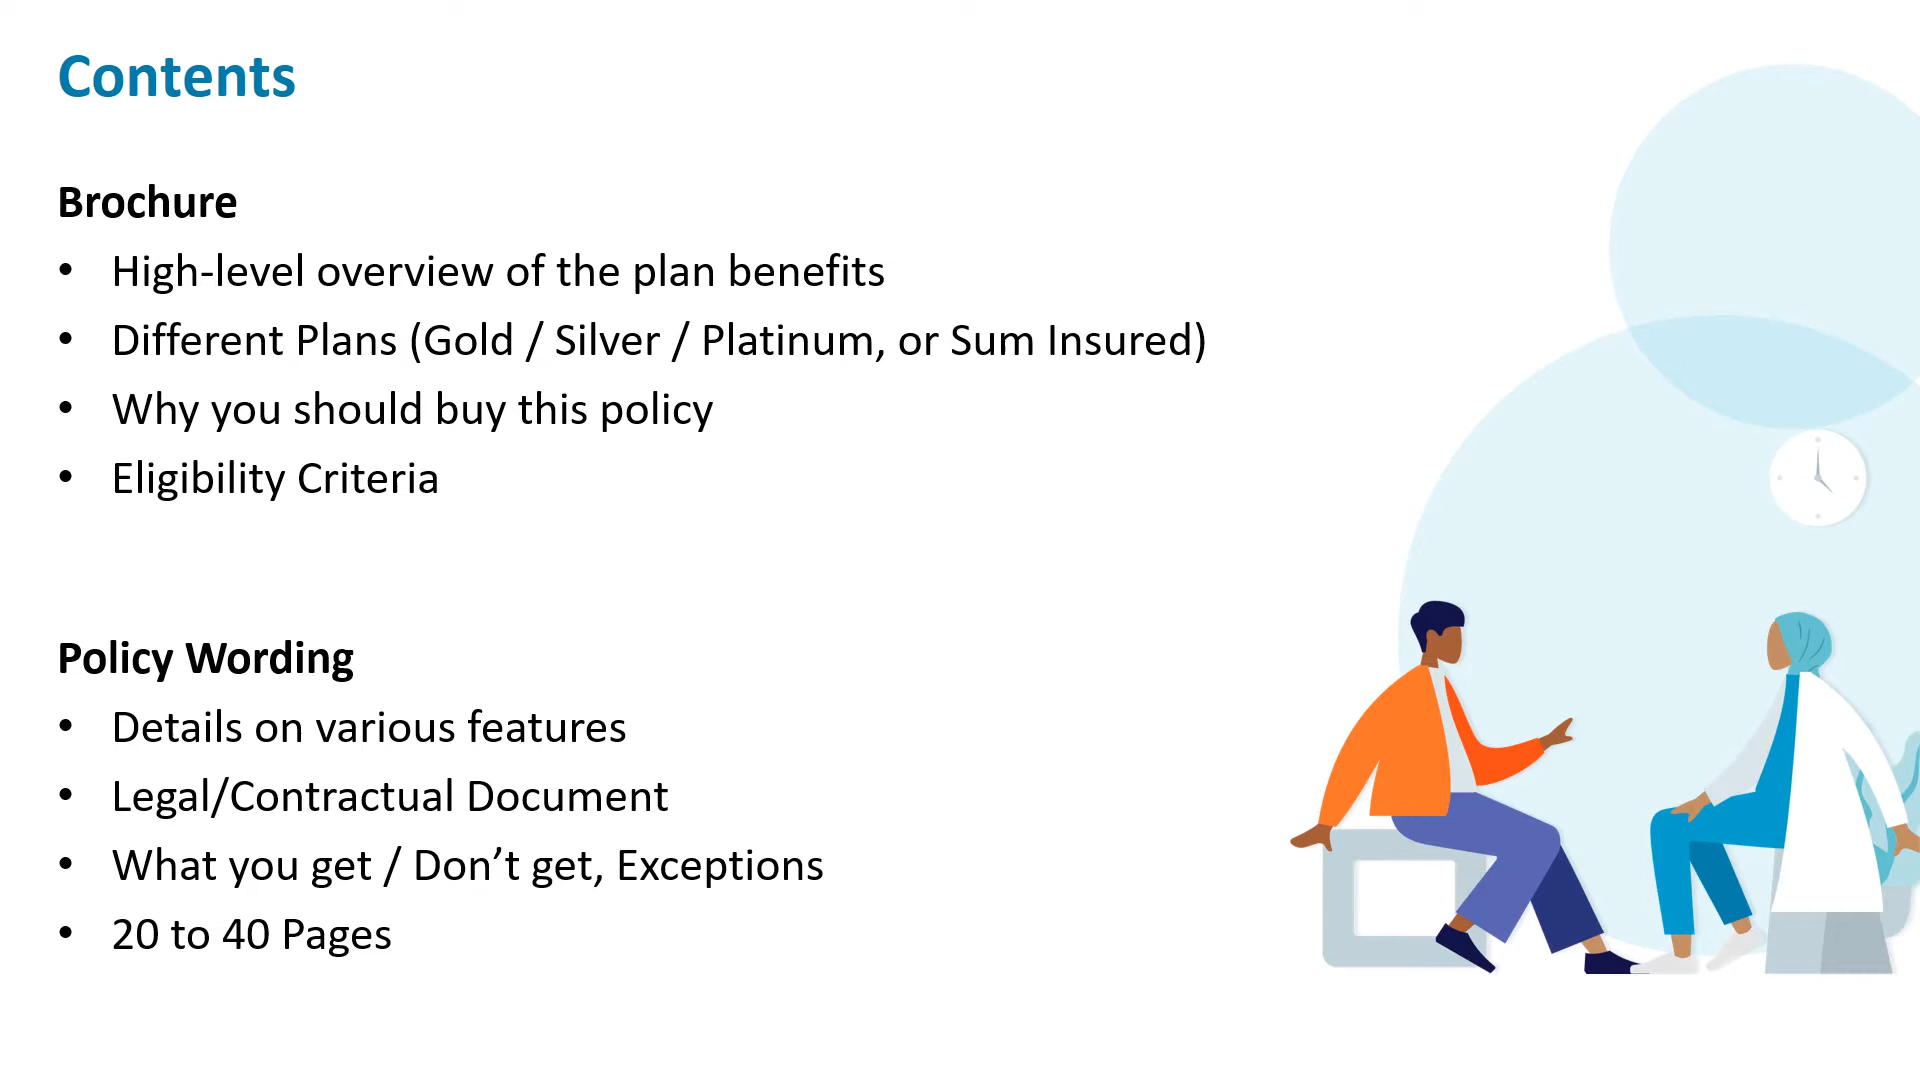 Contents
Brochure
• High-level overview of the plan benefits
• Different Plans (Gold / Silver / Platinum, or Sum Insured)
• Why you should buy this policy
• Eligibility Criteria
Policy Wording
• Details on various features
• Legal/Contractual Document
• What you get / Don’t get, Exceptions
• 20 to 40 Pages